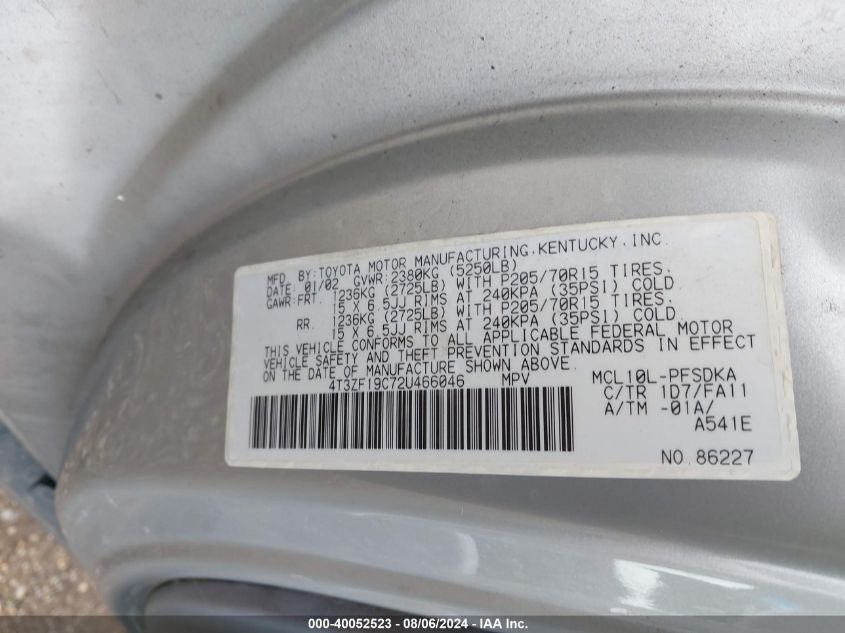 MFD. BY: TOYOTA MOTOR MANUFACTURING, KENTUCKY, INC.
DATE: 01/02 GVWR: 2380KG (5250LB)
GAWR: FRT. 1236KG (2725LB) WITH P205/70R15 TIRES,
15 X 6.5JJ RIMS AT 240KPA (35PSI) COLD.
RR. 1236KG (2725LB) WITH P205/70R15 TIRES,
15 X 6.5JJ RIMS AT 240KPA (35PSI) COLD.
THIS VEHICLE CONFORMS TO ALL APPLICABLE FEDERAL MOTOR
VEHICLE SAFETY AND THEFT PREVENTION STANDARDS IN EFFECT
ON THE DATE OF MANUFACTURE SHOWN ABOVE.
4T3ZF19C72U466046 MPV
MCL10L-PFSDKA
C/TR 1D7/FA11
A/TM -01A/
A541E
NO. 86227
000-40052523 - 08/06/2024 - IAA Inc.